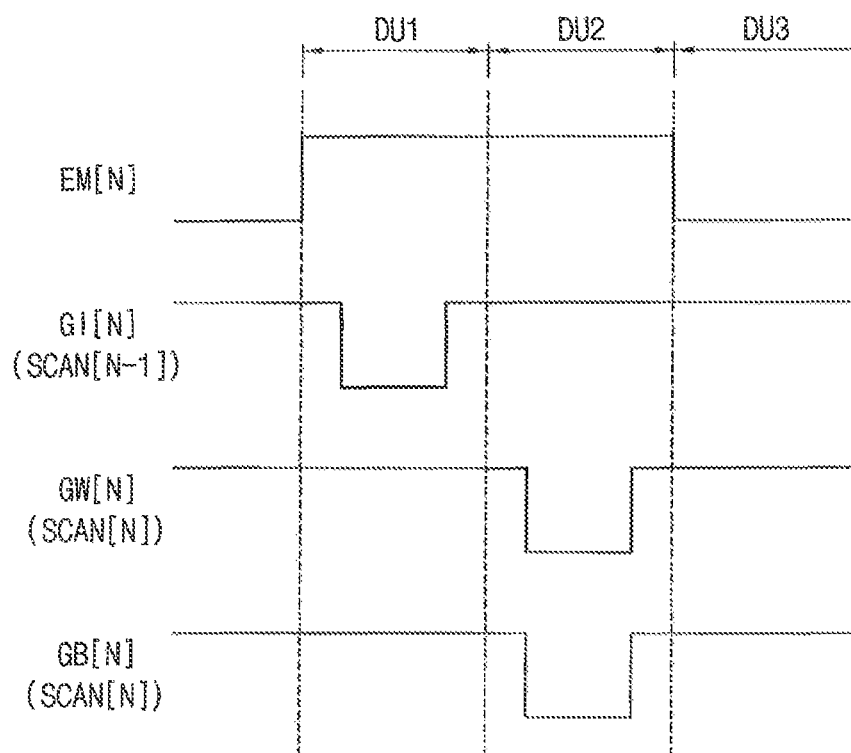 DU1 DU2 DU3
EM[N]
GI[N]
(SCAN[N-1])
GW[N]
(SCAN[N])
GB[N]
(SCAN[N])